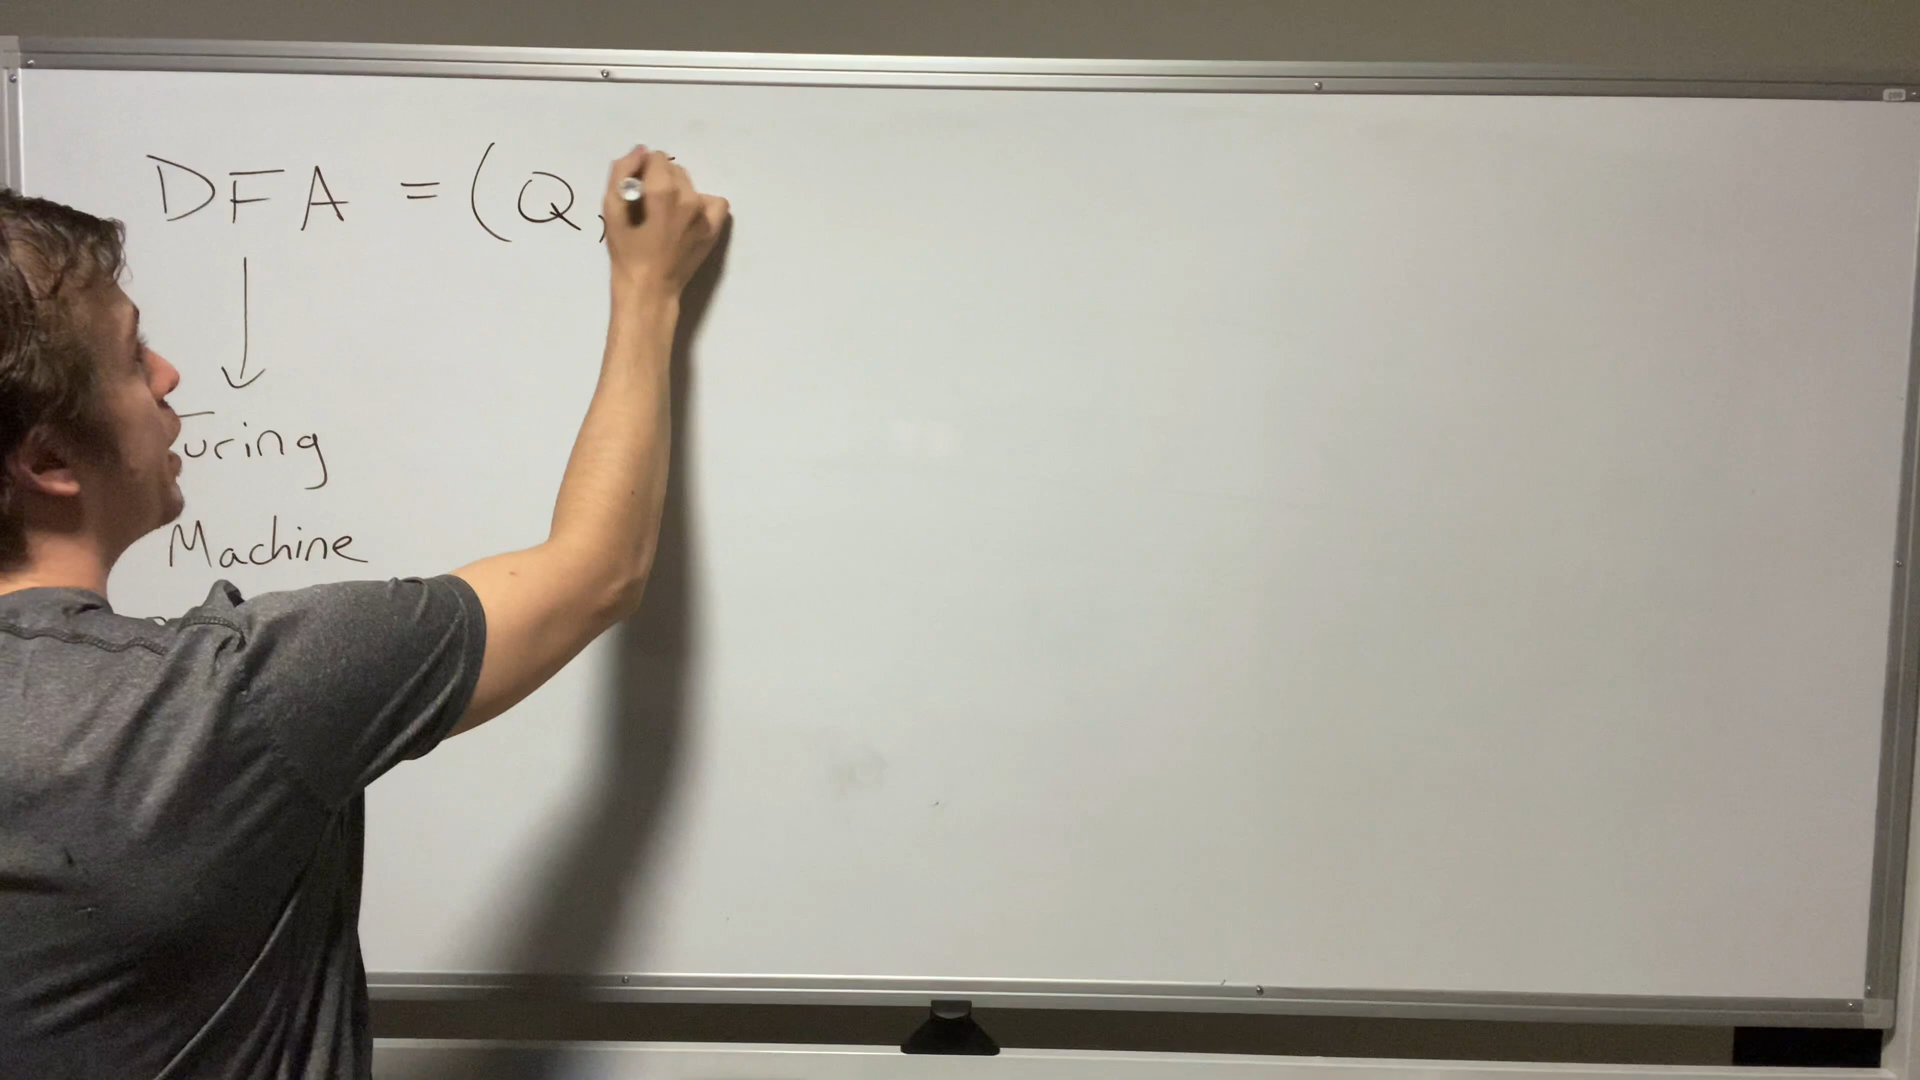 DFA = (Q,
↓
Turing
Machine